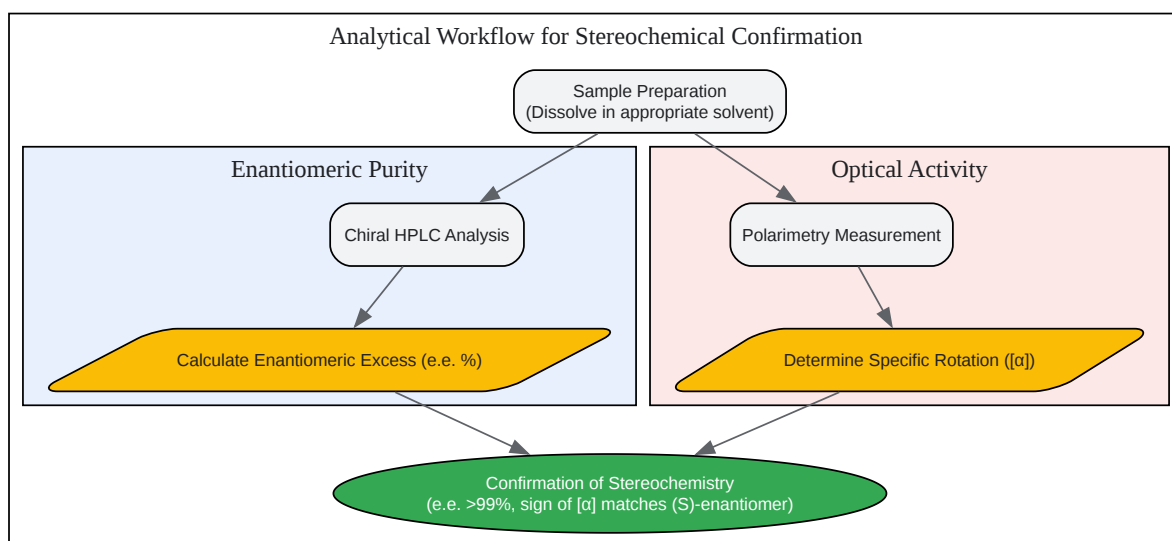 Analytical Workflow for Stereochemical Confirmation
Sample Preparation
(Dissolve in appropriate solvent)
Enantiomeric Purity
Optical Activity
Chiral HPLC Analysis
Polarimetry Measurement
Calculate Enantiomeric Excess (e.e. %)
Determine Specific Rotation ([α])
Confirmation of Stereochemistry
(e.e. >99%, sign of [α] matches (S)-enantiomer)